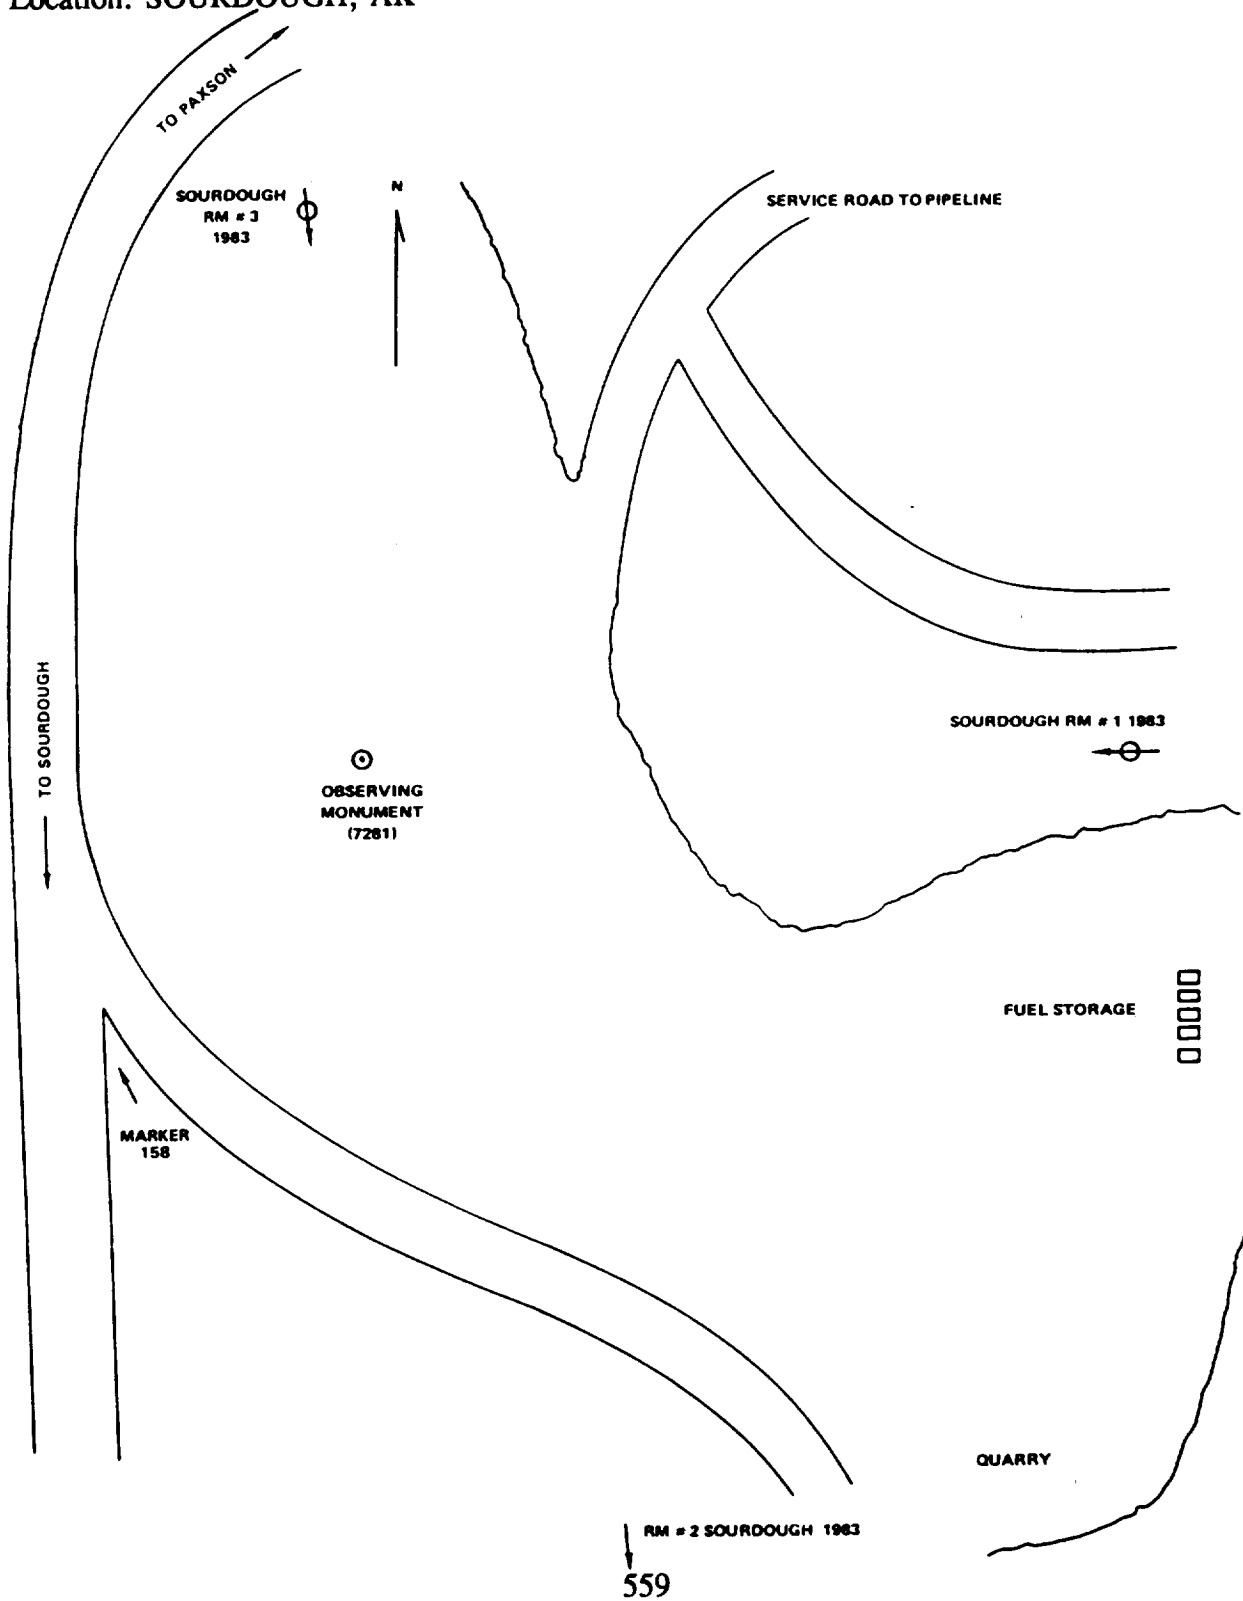 Location: SOURDOUGH, AK
TO PAXSON
SOURDOUGH
RM # 3
1983
N
SERVICE ROAD TO PIPELINE
TO SOURDOUGH
SOURDOUGH RM # 1 1983
OBSERVING
MONUMENT
(7281)
FUEL STORAGE
MARKER
158
QUARRY
RM # 2 SOURDOUGH 1983
559